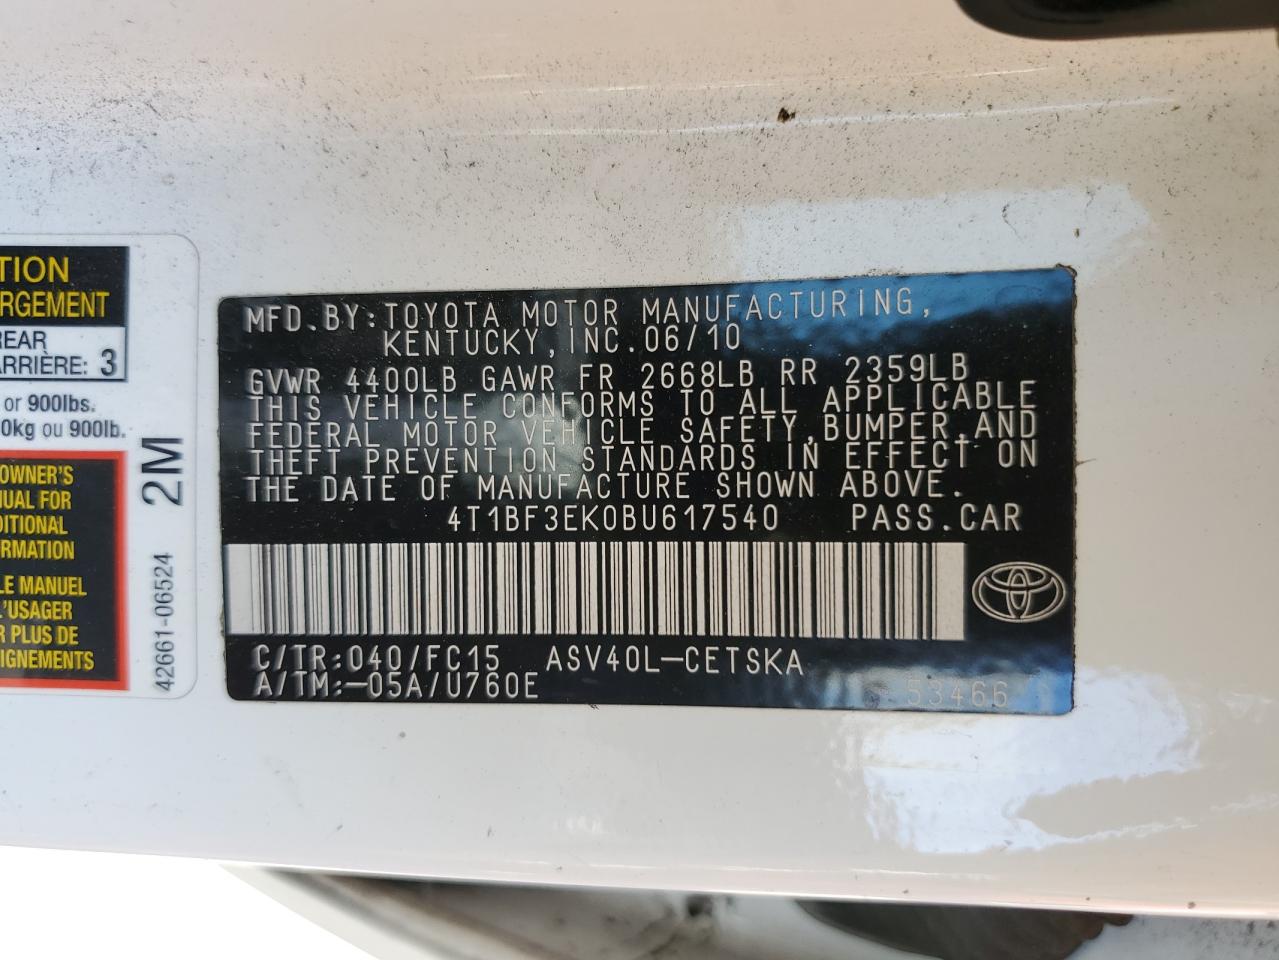 TION
RGEMENT
REAR
ARRIÈRE: 3
or 900lbs.
0kg ou 900lb.
OWNER'S
NUAL FOR
DITIONAL
ORMATION
LE MANUEL
L'USAGER
R PLUS DE
IGNEMENTS
2M
42661-06524
MFD.BY:TOYOTA MOTOR MANUFACTURING,
KENTUCKY,INC.06/10
GVWR 4400LB GAWR FR 2668LB RR 2359LB
THIS VEHICLE CONFORMS TO ALL APPLICABLE
FEDERAL MOTOR VEHICLE SAFETY,BUMPER,AND
THEFT PREVENTION STANDARDS IN EFFECT ON
THE DATE OF MANUFACTURE SHOWN ABOVE.
4T1BF3EK0BU617540 PASS.CAR
C/TR:040/FC15 ASV40L-CETSKA
A/TM:-05A/U760E
53466